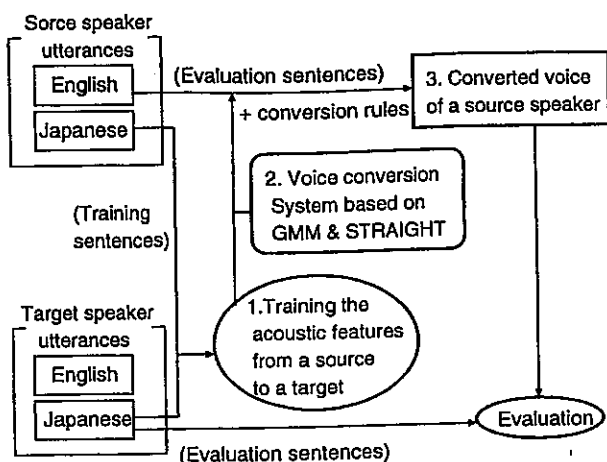 Sorce speaker
utterances
English
Japanese
(Evaluation sentences)
+ conversion rules
3. Converted voice
of a source speaker
2. Voice conversion
System based on
GMM & STRAIGHT
(Training
sentences)
1.Training the
acoustic features
from a source
to a target
Target speaker
utterances
English
Japanese
(Evaluation sentences)
Evaluation